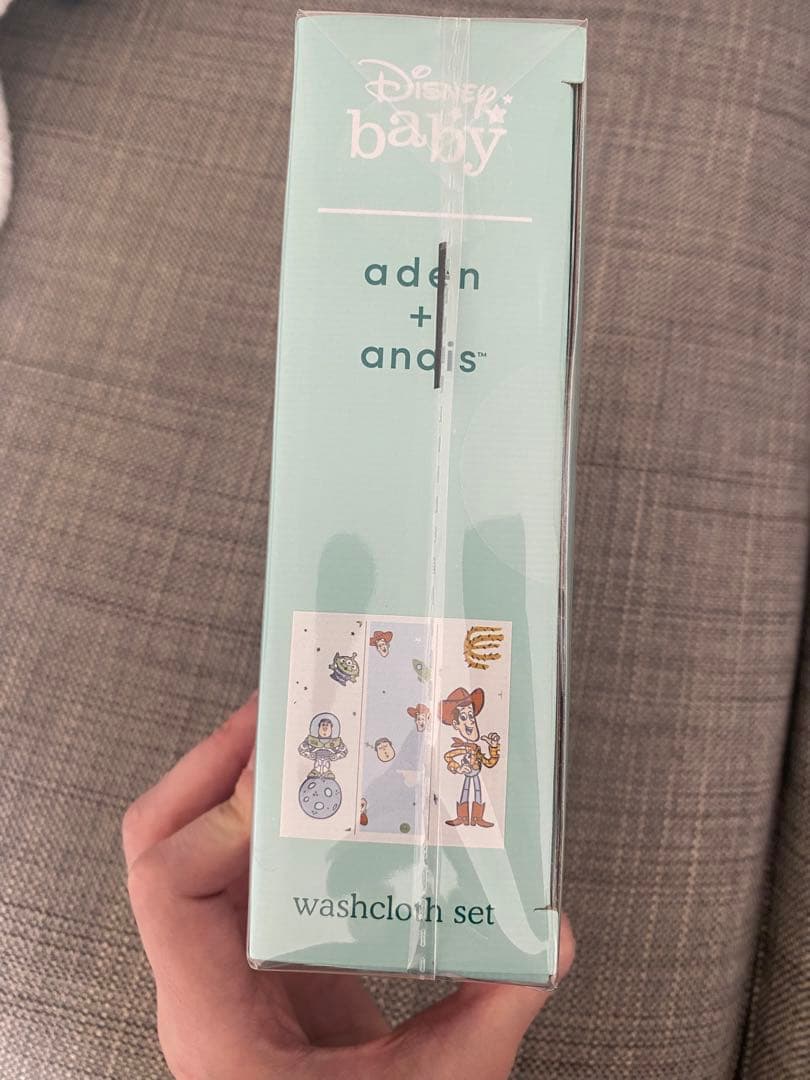 Disney
baby
aden
+
anais™
washcloth set